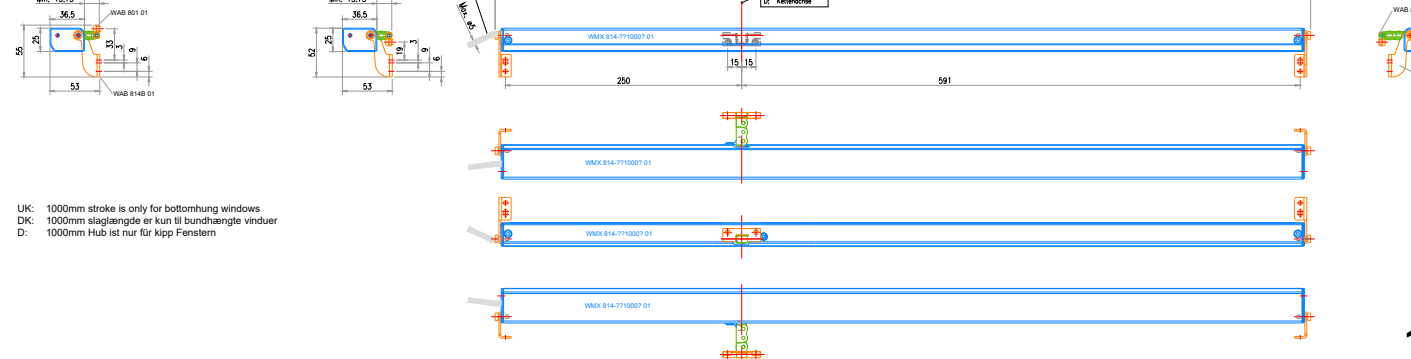 WAB 801 01
36,5
55
25
33
3
9
6
53
WAB 814B 01
36,5
52
25
19
3
9
6
53
Max. ø5
D: Kettenachse
WMX 814-??1000? 01
15 15
250
591
WAB
WMX 814-??1000? 01
UK: 1000mm stroke is only for bottomhung windows
DK: 1000mm slaglængde er kun til bundhængte vinduer
D: 1000mm Hub ist nur für kipp Fenstern
WMX 814-??1000? 01
WMX 814-??1000? 01